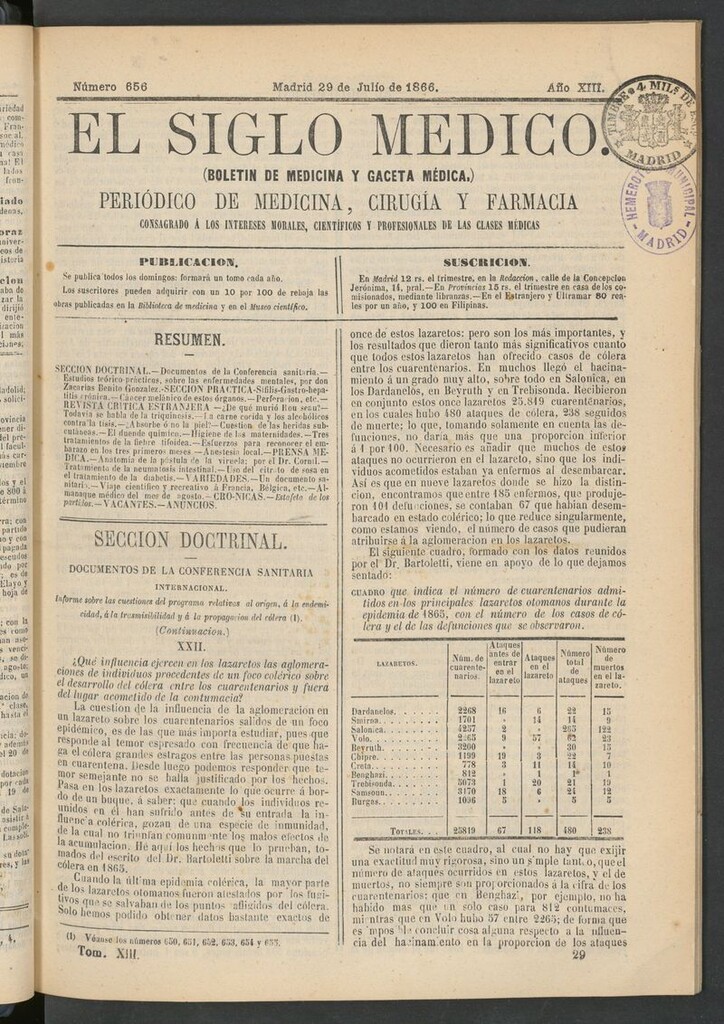 Número 656
Madrid 29 de Julio de 1866.
Año XIII.
EL SIGLO MEDICO.
(BOLETIN DE MEDICINA Y GACETA MÉDICA.)
PERIÓDICO DE MEDICINA, CIRUGÍA Y FARMACIA
CONSAGRADO Á LOS INTERESES MORALES, CIENTÍFICOS Y PROFESIONALES DE LAS CLASES MÉDICAS
TIMBRE 4 MIL.s DE
MADRID
HEMEROTECA MUNICIPAL
MADRID
PUBLICACION.
Se publica todos los domingos: formará un tomo cada año.
Los suscritores pueden adquirir con un 10 por 100 de rebaja las
obras publicadas en la Biblioteca de medicina y en el Museo científico.
SUSCRICION.
En Madrid 12 rs. el trimestre, en la Redaccion, calle de la Concepcion
Jerónima, 14, pral.—En Provincias 15 rs. el trimestre en casa de los co-
misionados, mediante libranzas.—En el Estranjero y Ultramar 80 rea-
les por un año, y 100 en Filipinas.
RESUMEN.
SECCION DOCTRINAL.—Documentos de la Conferencia sanitaria.—
Estudios teórico-prácticos, sobre las enfermedades mentales, por don
Zacarias Benito Gonzalez.-SECCION PRÁCTICA-Sífilis-Gastro-hepa-
titis crónica.—Cáncer melánico de estos órganos.—Perforacion, etc.—
REVISTA CRITICA ESTRANJERA—¿De qué murió Ben seut?—
Todavía sobre la triquinosis.—La carne cocida y los alcohólicos
contra la tisis.—¿Absorbe ó no la piel?—Cuestion de las heridas sub-
cutáneas.—El duende químico.—Higiene de las maternidades.—Tres
tratamientos de la fiebre tifoidea.—Esfuerzos para reconocer el em-
barazo en los tres primeros meses.—Anestesia local.—PRENSA ME-
DICA.—Anatomía de la póstula de la viruela; por el Dr. Cornil.—
Tratamiento de la neumatosis intestinal.—Uso del citrato de sosa en
el tratamiento de la diabetis.—VARIEDADES.—Un documento sa-
nitario.—Viaje científico y recreativo á Francia, Bélgica, etc.—Al-
manaque médico del mes de agosto.—CRÓNICAS.—Estafeta de los
partidos.—VACANTES.—ANUNCIOS.
SECCION DOCTRINAL.
DOCUMENTOS DE LA CONFERENCIA SANITARIA
INTERNACIONAL.
Informe sobre las cuestiones del programa relativas al orígen, á la endemi-
cidad, á la trasmisibilidad y á la propagacion del cólera (1).
(Continuacion.)
XXII.
¿Qué influencia ejercen en los lazaretos las aglomera-
ciones de individuos procedentes de un foco colérico sobre
el desarrollo del cólera entre los cuarentenarios y fuera
del lugar acometido de la contumacia?
La cuestion de la influencia de la aglomeracion en
un lazareto sobre los cuarentenarios salidos de un foco
epidémico, es de las que mas importa estudiar, pues que
responde al temor espresado con frecuencia de que ha-
ga el cólera grandes estragos entre las personas puestas
en cuarentena. Desde luego podemos responder que te-
mor semejante no se halla justificado por los hechos.
Pasa en los lazaretos exactamente lo que ocurre á bor-
do de un buque, á saber: que cuando los individuos re-
unidos en él han sufrido antes de su entrada la in-
fluencia colérica, gozan de una especie de inmunidad,
de la cual no triunfan comunmente los malos efectos de
la acumulacion. Hé aquí los hechos que lo prueban, to-
mados del escrito del Dr. Bartoletti sobre la marcha del
cólera en 1865.
Cuando la última epidemia colérica, la mayor parte
de los lazaretos otomanos fueron atestados por los fugi-
tivos que se salvaban de los puntos afligidos del cólera.
Solo hemos podido obtener datos bastante exactos de
(1) Véanse los números 650, 651, 652, 653, 654 y 655.
Tom. XIII.
once de estos lazaretos: pero son los más importantes, y
los resultados que dieron tanto más significativos cuanto
que todos estos lazaretos han ofrecido casos de cólera
entre los cuarentenarios. En muchos llegó el hacina-
miento á un grado muy alto, sobre todo en Salonica, en
los Dardanelos, en Beyruth y en Trebisonda. Recibieron
en conjunto estos once lazaretos 25.819 cuarentenarios,
en los cuales hubo 480 ataques de cólera, 238 seguidos
de muerte; lo que, tomando solamente en cuenta las de-
funciones, no daria mas que una proporcion inferior
á 1 por 100. Necesario es añadir que muchos de estos
ataques no ocurrieron en el lazareto, sino que los indi-
viduos acometidos estaban ya enfermos al desembarcar.
Así es que en nueve lazaretos donde se hizo la distin-
cion, encontramos que entre 185 enfermos, que produje-
ron 101 defunciones, se contaban 67 que habian desem-
barcado en estado colérico; lo que reduce singularmente,
como estamos viendo, el número de casos que pudieran
atribuirse á la aglomeracion en los lazaretos.
El siguiente cuadro, formado con los datos reunidos
por el Dr. Bartoletti, viene en apoyo de lo que dejamos
sentado:
CUADRO que indica el número de cuarentenarios admi-
tidos en los principales lazaretos otomanos durante la
epidemia de 1865, con el número de los casos de có-
lera y el de las defunciones que se observaron.
LAZARETOS. Núm. de cuarente-narios. Ataques antes de entrar en el lazareto Ataques en el lazareto Número total de ataques Número de muertos en el la-zareto.
Dardanelos. 2268 16 6 22 15
Smirna. 1701 » 14 14 9
Salonica. 4257 2 » 265 122
Volo. 2265 9 57 62 23
Beyruth. 3260 » » 30 15
Chipre. 1199 19 3 22 7
Creta. 778 3 11 14 10
Benghazi. 812 » 1 1 1
Trebisonda. 5073 1 20 21 19
Samsoun. 3170 18 6 24 12
Burgas. 1006 5 » 5 5
TOTALES. 25819 67 118 480 238
Se notará en este cuadro, al cual no hay que exijir
una exactitud muy rigorosa, sino un simple tanto, que el
número de ataques ocurridos en estos lazaretos, y el de
muertos, no siempre son proporcionados á la cifra de los
cuarentenarios; que en Benghazi, por ejemplo, no ha
habido mas que un solo caso para 812 contumaces,
mientras que en Volo hubo 57 entre 2265; de forma que
es imposible concluir cosa alguna respecto a la influen-
cia del hacinamiento en la proporcion de los ataques
29